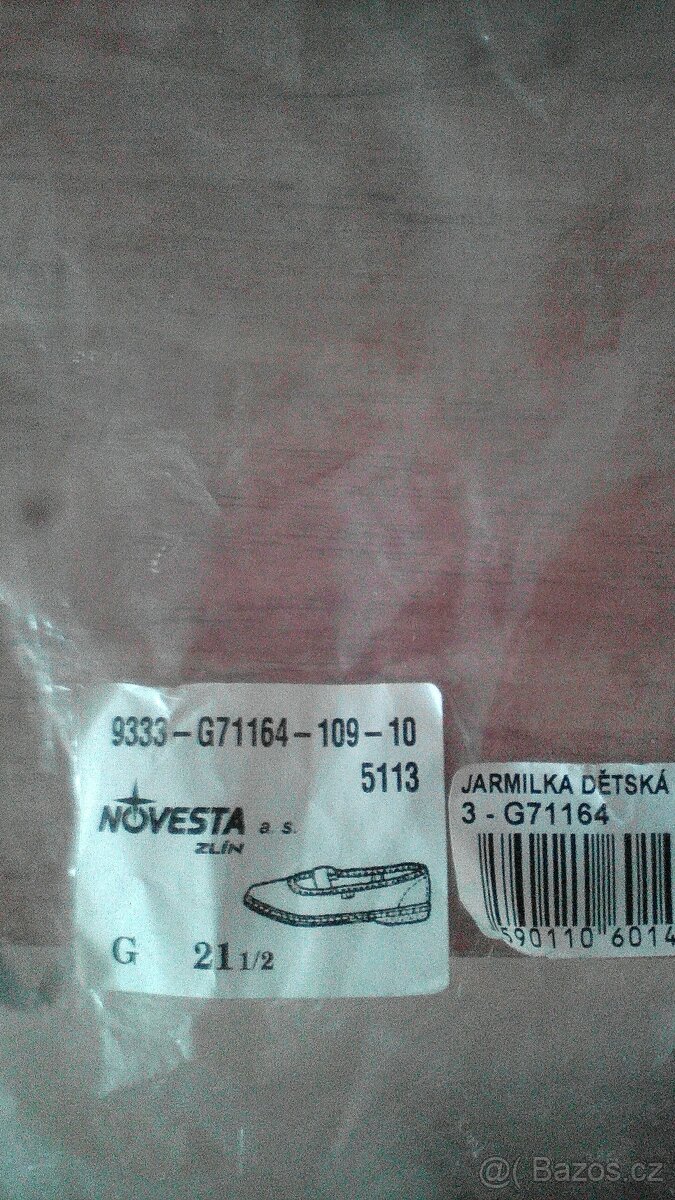 9333-G71164-109-10
5113
NOVESTA a.s.
ZLÍN
G 21 1/2
JARMILKA DĚTSKÁ
3 - G71164
590110 6014
@( Bazos.cz